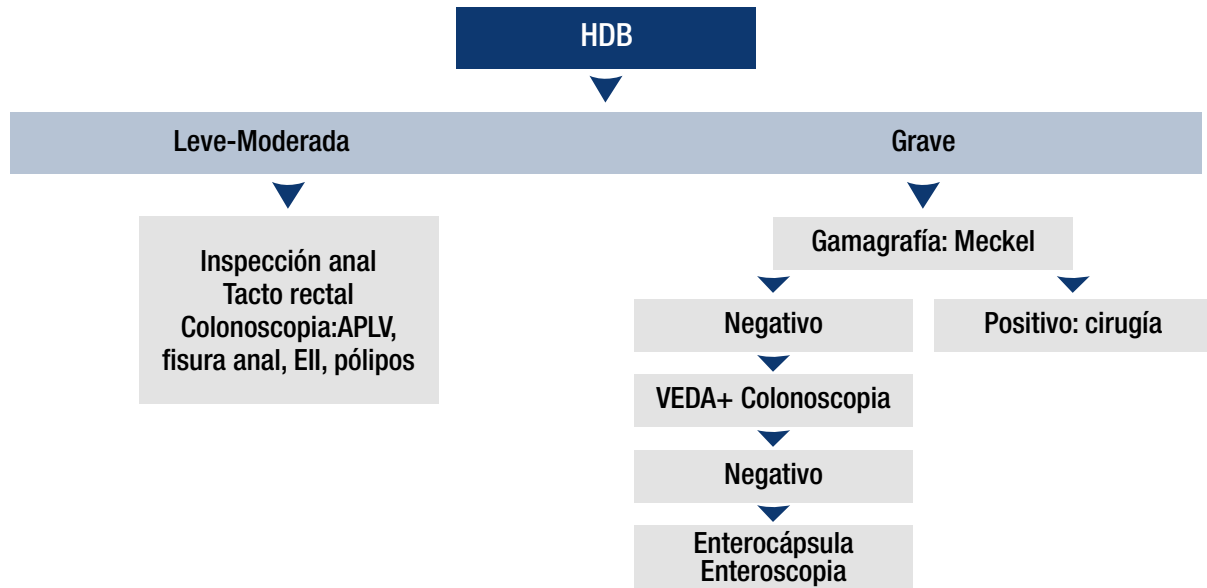 HDB
Leve-Moderada
Grave
Inspección anal
Tacto rectal
Colonoscopia:APLV,
fisura anal, EII, pólipos
Gamagrafía: Meckel
Negativo
Positivo: cirugía
VEDA+ Colonoscopia
Negativo
Enterocápsula
Enteroscopia